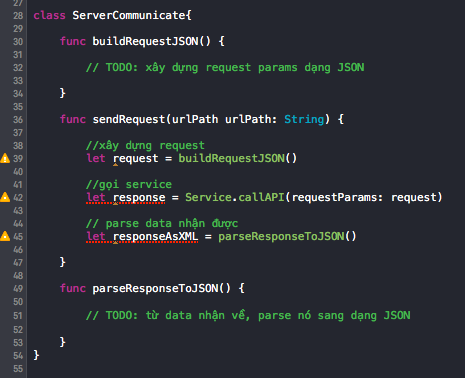 27
28 class ServerCommunicate{
29
30 func buildRequestJSON() {
31
32 // TODO: xây dựng request params dạng JSON
33
34 }
35
36 func sendRequest(urlPath urlPath: String) {
37
38 //xây dựng request
39 let request = buildRequestJSON()
40
41 //gọi service
42 let response = Service.callAPI(requestParams: request)
43
44 // parse data nhận được
45 let responseAsXML = parseResponseToJSON()
46
47 }
48
49 func parseResponseToJSON() {
50
51 // TODO: từ data nhận về, parse nó sang dạng JSON
52
53 }
54 }
55